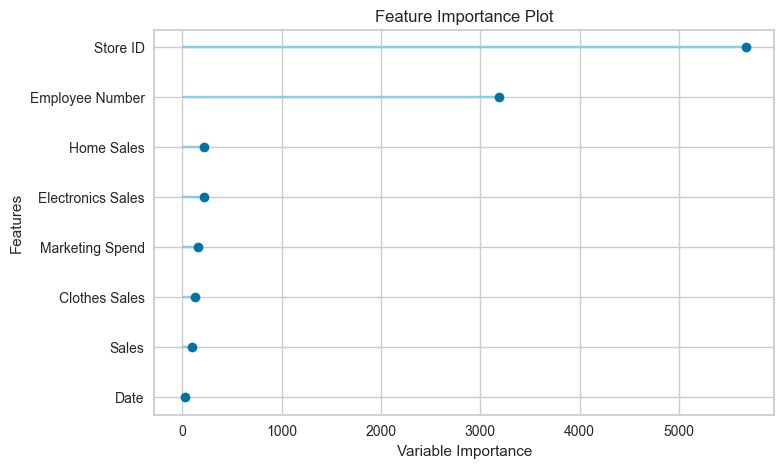 Feature Importance Plot
Store ID
Employee Number
Home Sales
Electronics Sales
Marketing Spend
Clothes Sales
Sales
Date
Features
0 1000 2000 3000 4000 5000
Variable Importance